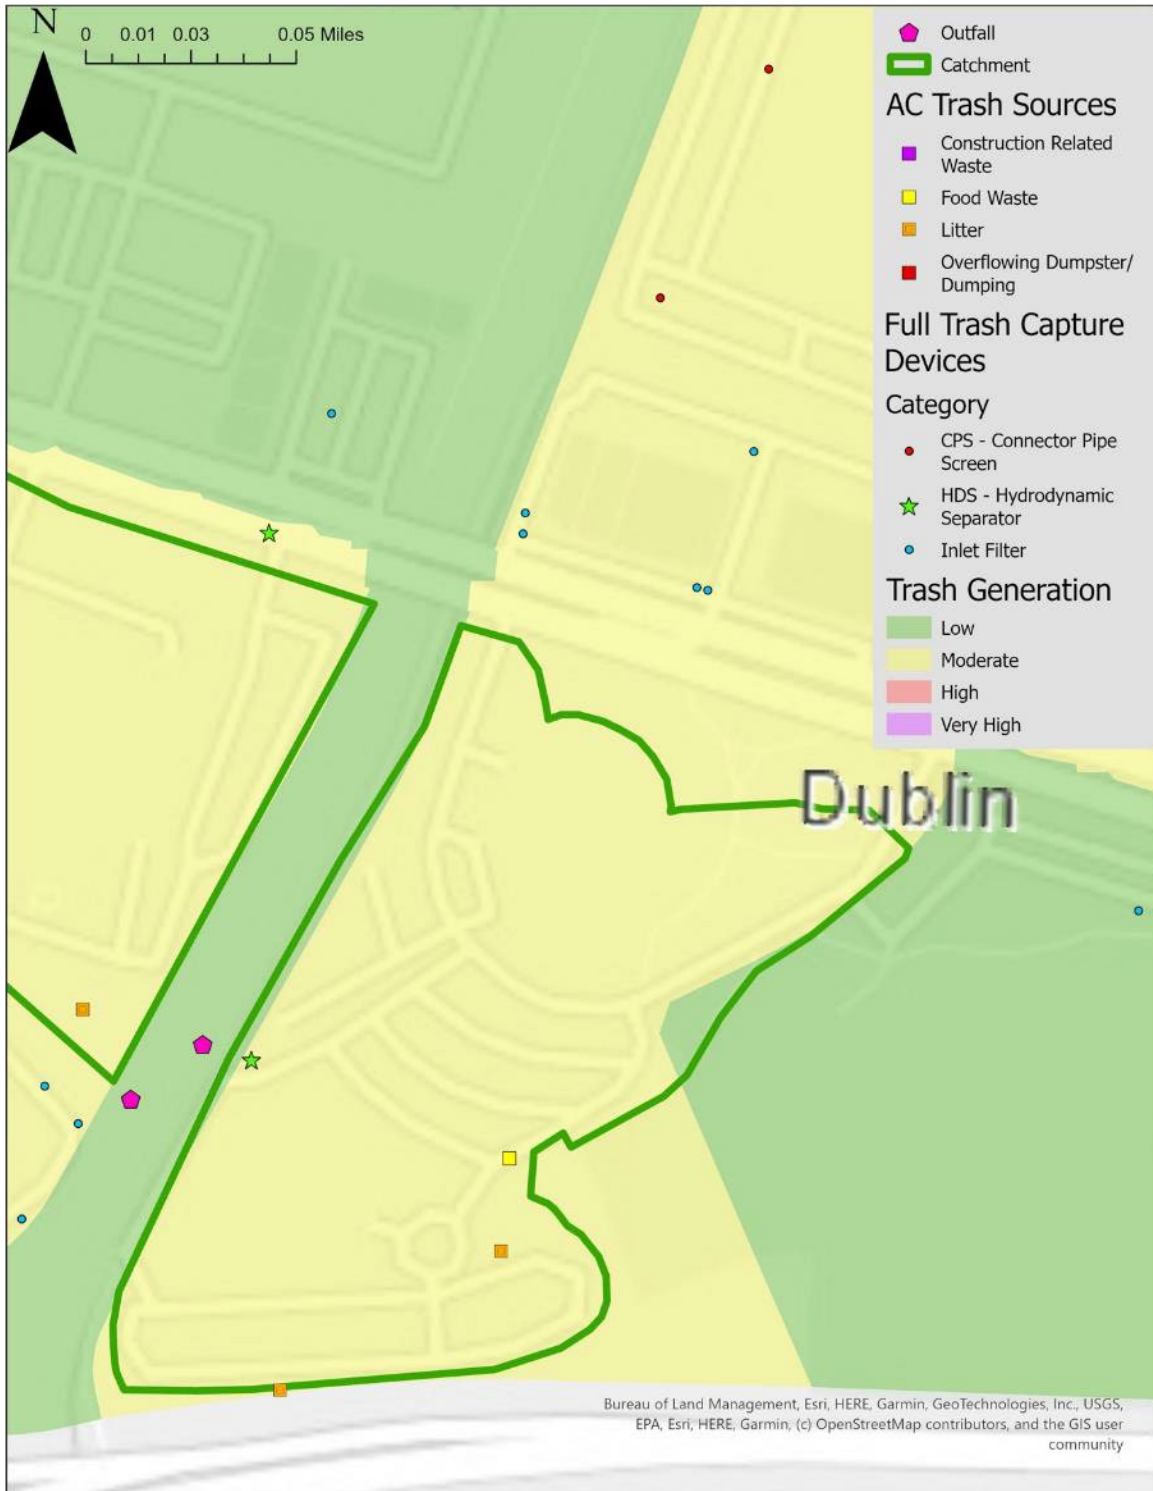 N
0 0.01 0.03 0.05 Miles
Outfall
Catchment
AC Trash Sources
Construction Related
Waste
Food Waste
Litter
Overflowing Dumpster/
Dumping
Full Trash Capture
Devices
Category
CPS - Connector Pipe
Screen
HDS - Hydrodynamic
Separator
Inlet Filter
Trash Generation
Low
Moderate
High
Very High
Dublin
Bureau of Land Management, Esri, HERE, Garmin, GeoTechnologies, Inc., USGS,
EPA, Esri, HERE, Garmin, (c) OpenStreetMap contributors, and the GIS user
community